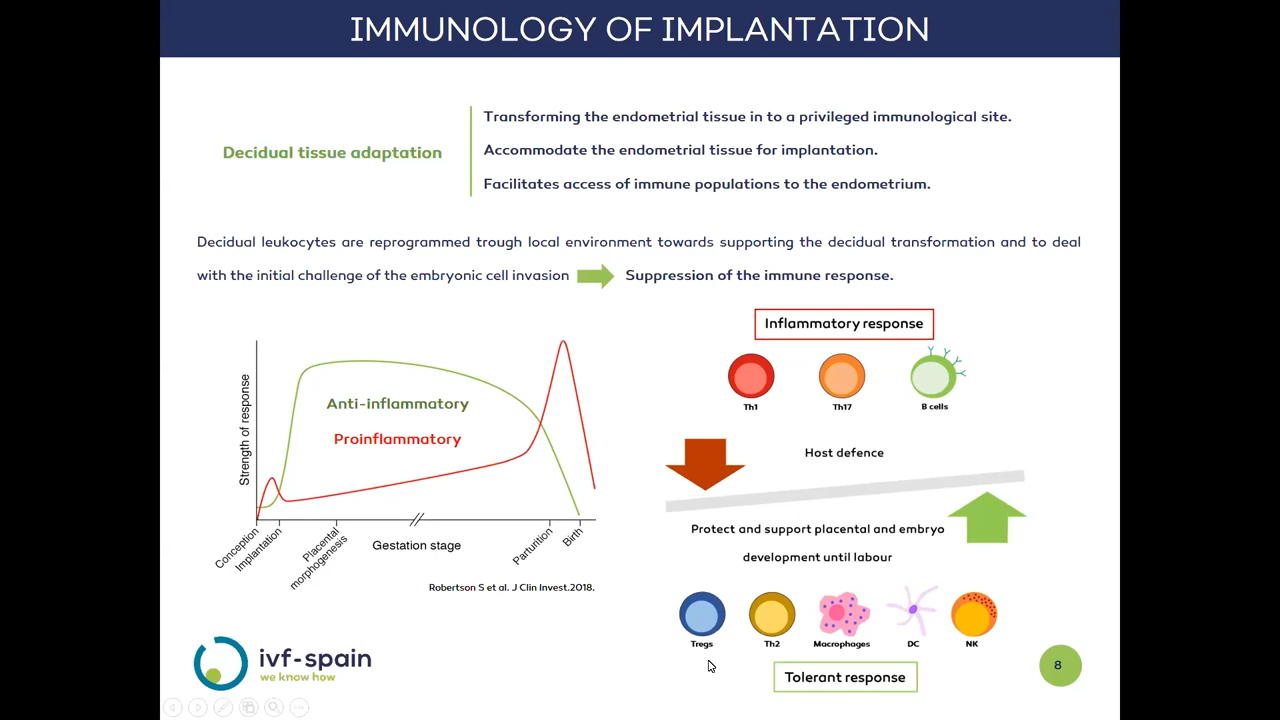 IMMUNOLOGY OF IMPLANTATION
Decidual tissue adaptation
Transforming the endometrial tissue in to a privileged immunological site.
Accommodate the endometrial tissue for implantation.
Facilitates access of immune populations to the endometrium.
Decidual leukocytes are reprogrammed trough local environment towards supporting the decidual transformation and to deal
with the initial challenge of the embryonic cell invasion
Suppression of the immune response.
Strength of response
Anti-inflammatory
Proinflammatory
Conception
Implantation
Placental
morphogenesis
Gestation stage
Parturition
Birth
Robertson S et al. J Clin Invest.2018.
Inflammatory response
Th1
Th17
B cells
Host defence
Protect and support placental and embryo
development until labour
Tregs
Th2
Macrophages
DC
NK
Tolerant response
ivf-spain
we know how
8